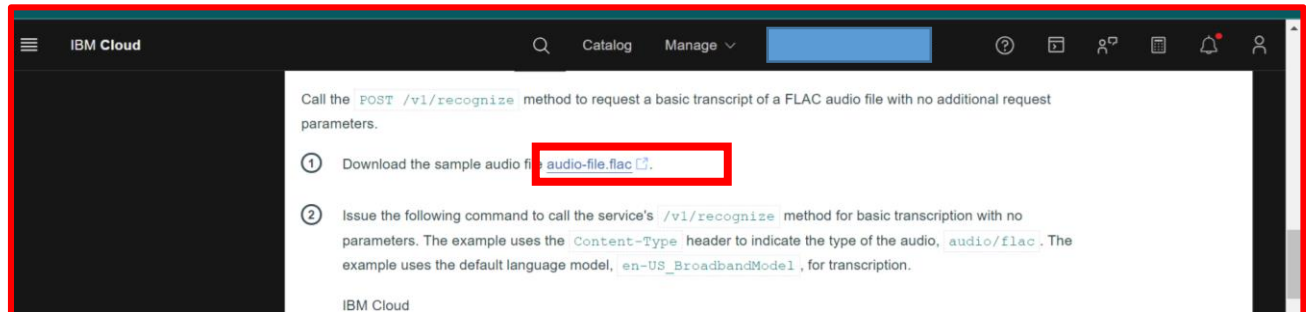 IBM Cloud Catalog Manage
Call the POST /v1/recognize method to request a basic transcript of a FLAC audio file with no additional request
parameters.
1 Download the sample audio file audio-file.flac.
2 Issue the following command to call the service's /v1/recognize method for basic transcription with no
parameters. The example uses the Content-Type header to indicate the type of the audio, audio/flac. The
example uses the default language model, en-US_BroadbandModel, for transcription.
IBM Cloud